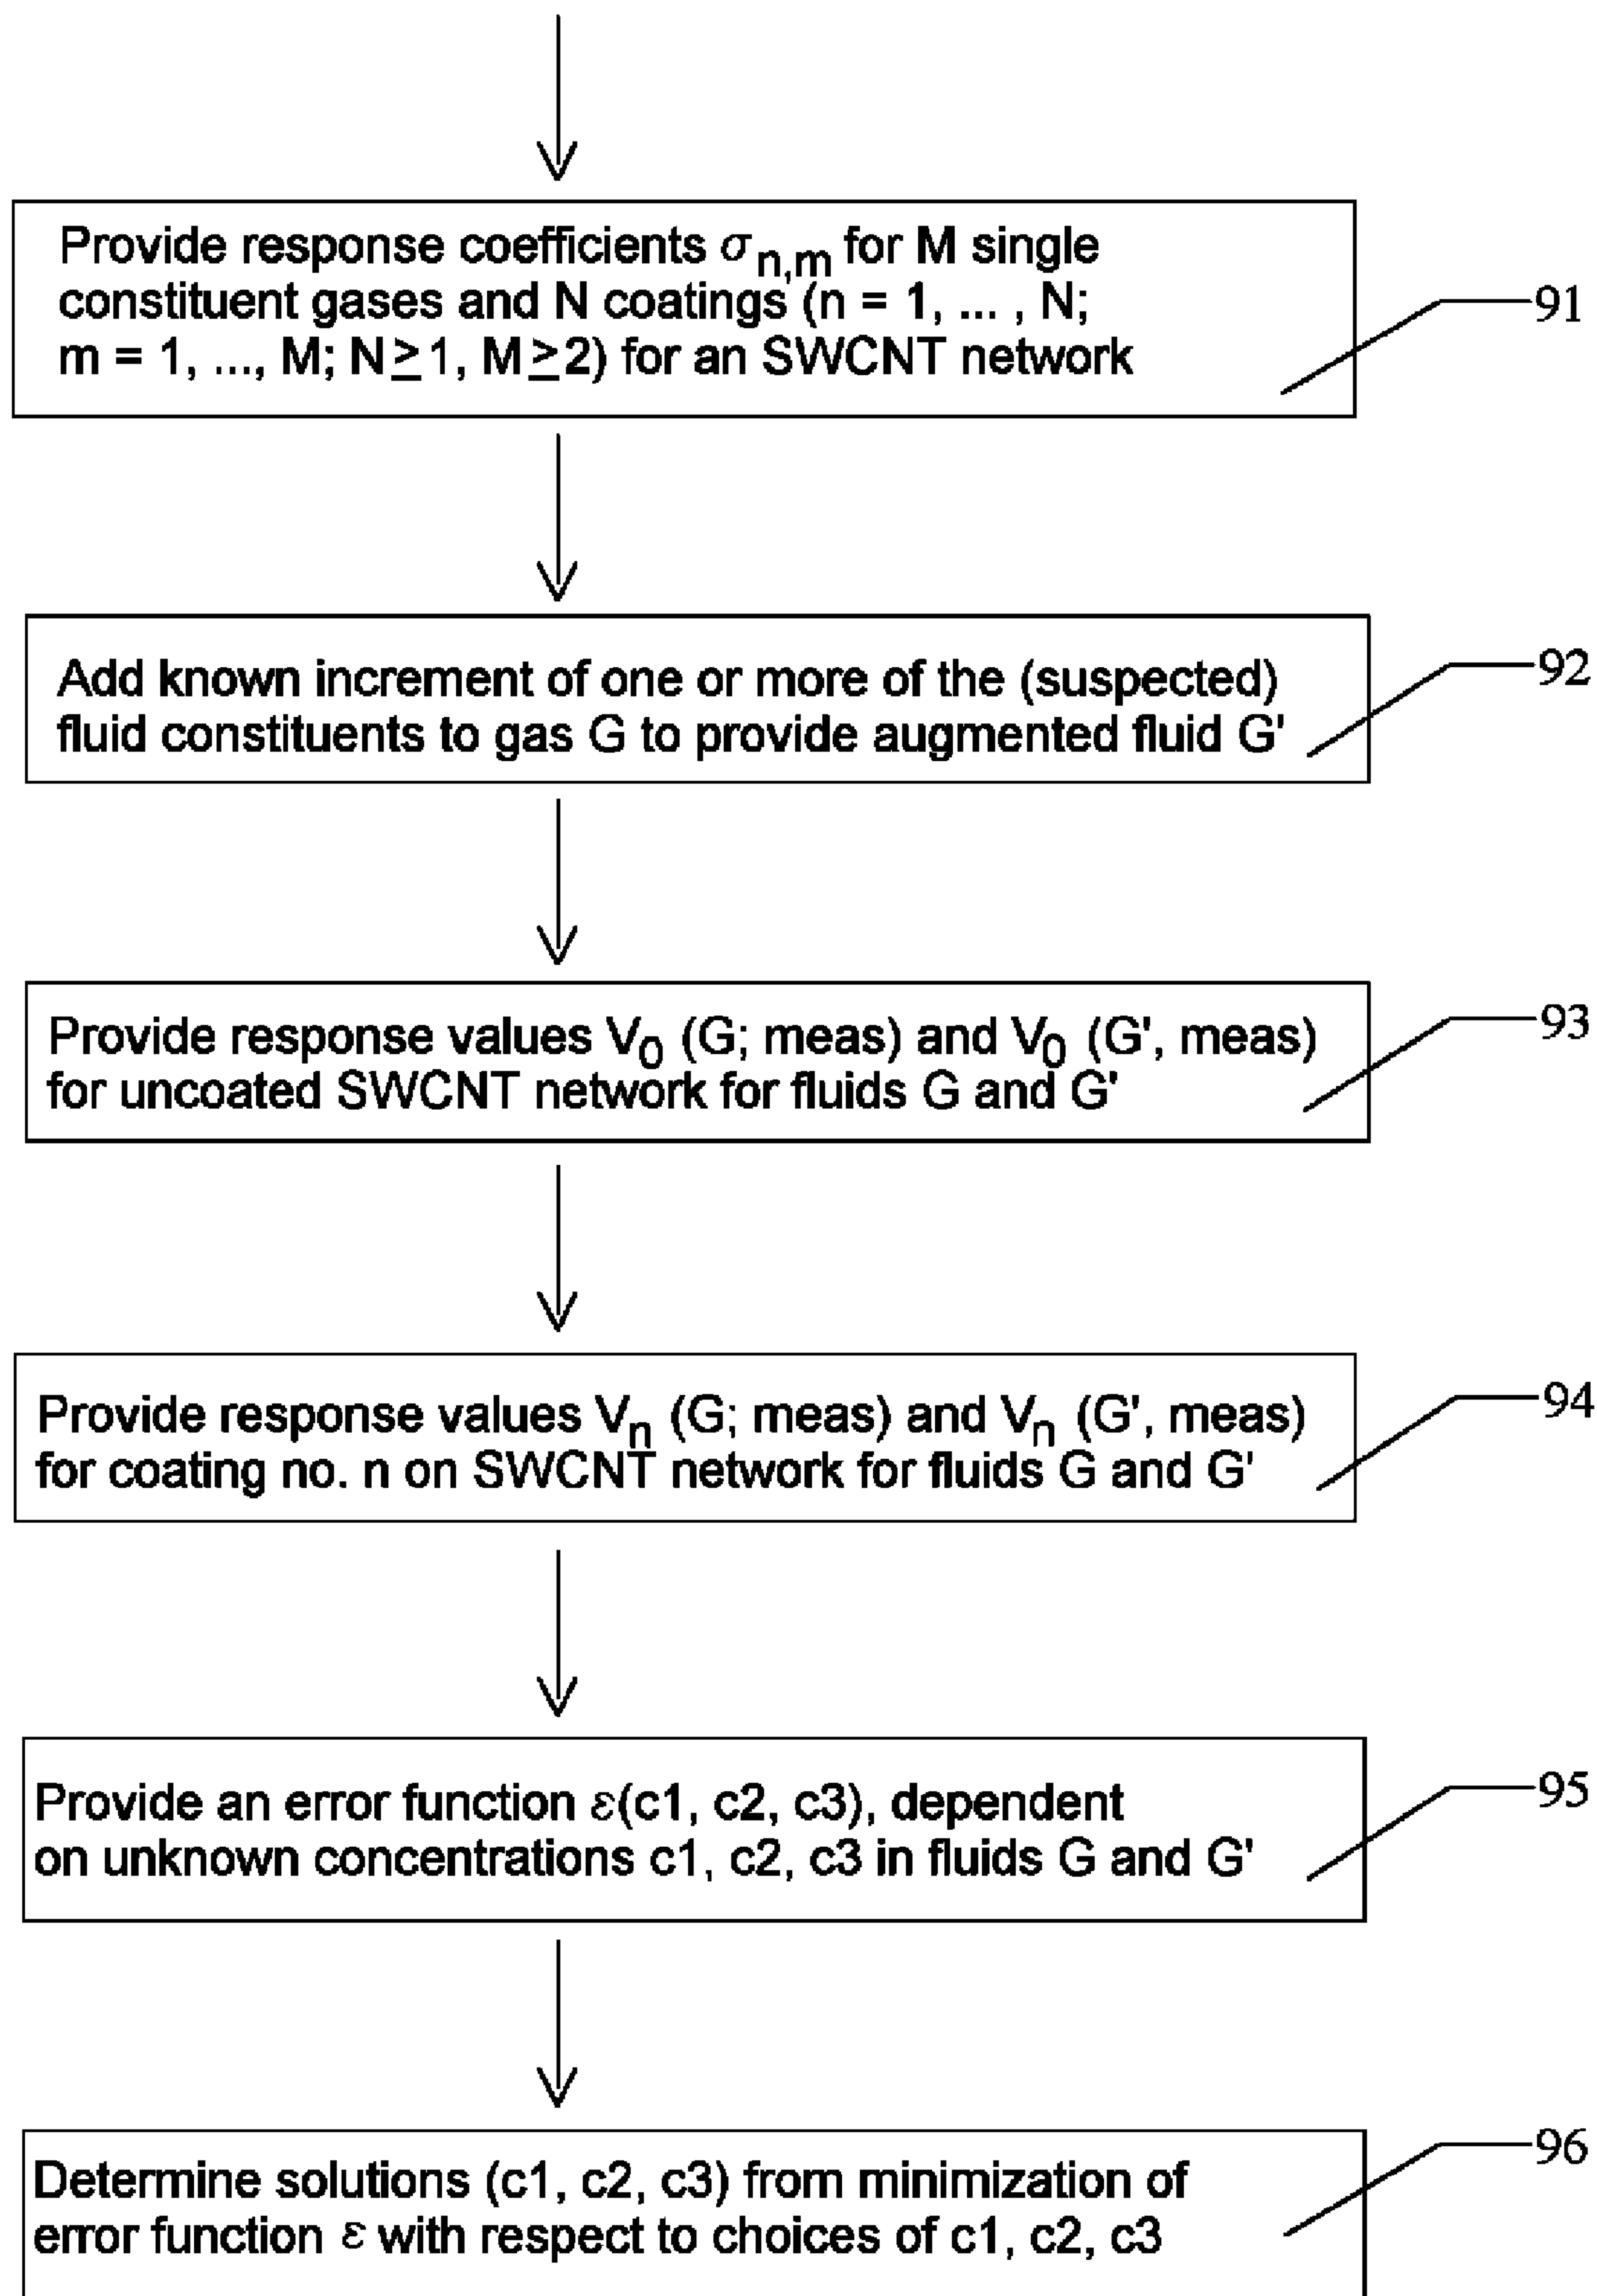 Provide response coefficients σn,m for M single
constituent gases (n = 1, ... , N;
m = 1, ..., M; N≥1, M≥2) for an SWCNT network
91
Add known increment of one or more of the (suspected)
fluid constituents to gas G to provide augmented fluid G'
92
Provide response values V0 (G; meas) and V0 (G', meas)
for uncoated SWCNT network for fluids G and G'
93
Provide response values Vn (G; meas) and Vn (G', meas)
for coating no. n on SWCNT network for fluids G and G'
94
Provide an error function ε(c1, c2, c3), dependent
on unknown concentrations c1, c2, c3 in fluids G and G'
95
Determine solutions (c1, c2, c3) from minimization of
error function ε with respect to choices of c1, c2, c3
96